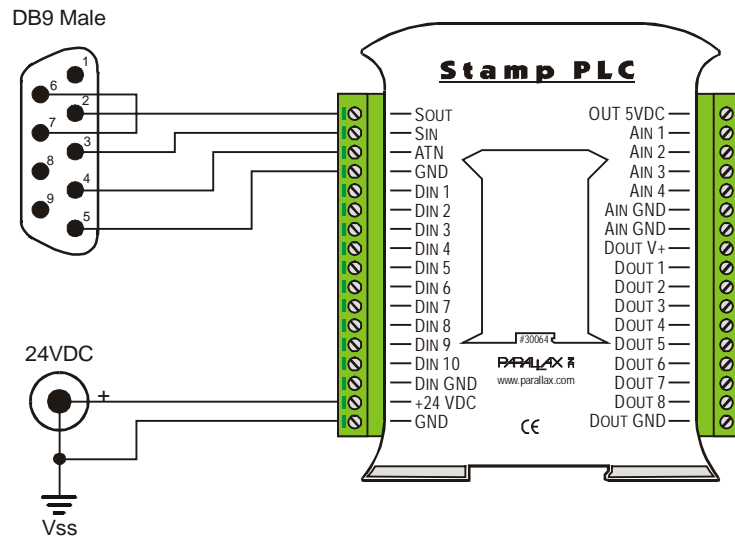 DB9 Male
1
6
2
7
3
8
4
9
5
24VDC
+
Vss
Stamp PLC
SOUT
SIN
ATN
GND
DIN 1
DIN 2
DIN 3
DIN 4
DIN 5
DIN 6
DIN 7
DIN 8
DIN 9
DIN 10
DIN GND
+24 VDC
GND
#30064
PARALLAX
www.parallax.com
CE
OUT 5VDC
AIN 1
AIN 2
AIN 3
AIN 4
AIN GND
AIN GND
DOUT V+
DOUT 1
DOUT 2
DOUT 3
DOUT 4
DOUT 5
DOUT 6
DOUT 7
DOUT 8
DOUT GND